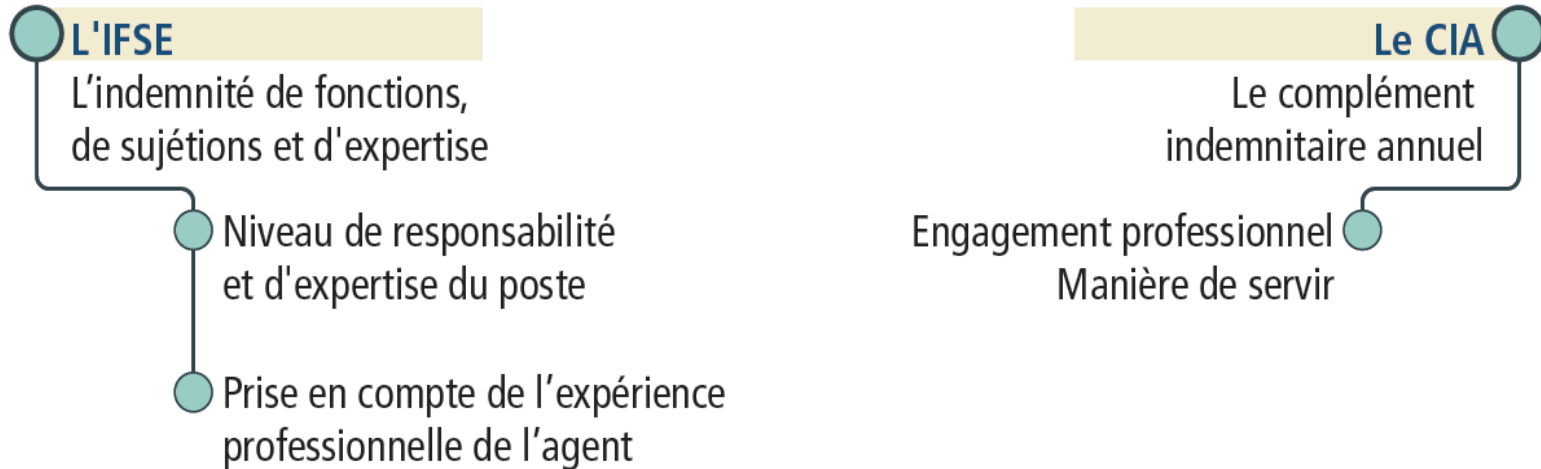 L'IFSE
L’indemnité de fonctions,
de sujétions et d'expertise
Niveau de responsabilité
et d'expertise du poste
Prise en compte de l’expérience
professionnelle de l’agent
Le CIA
Le complément
indemnitaire annuel
Engagement professionnel
Manière de servir